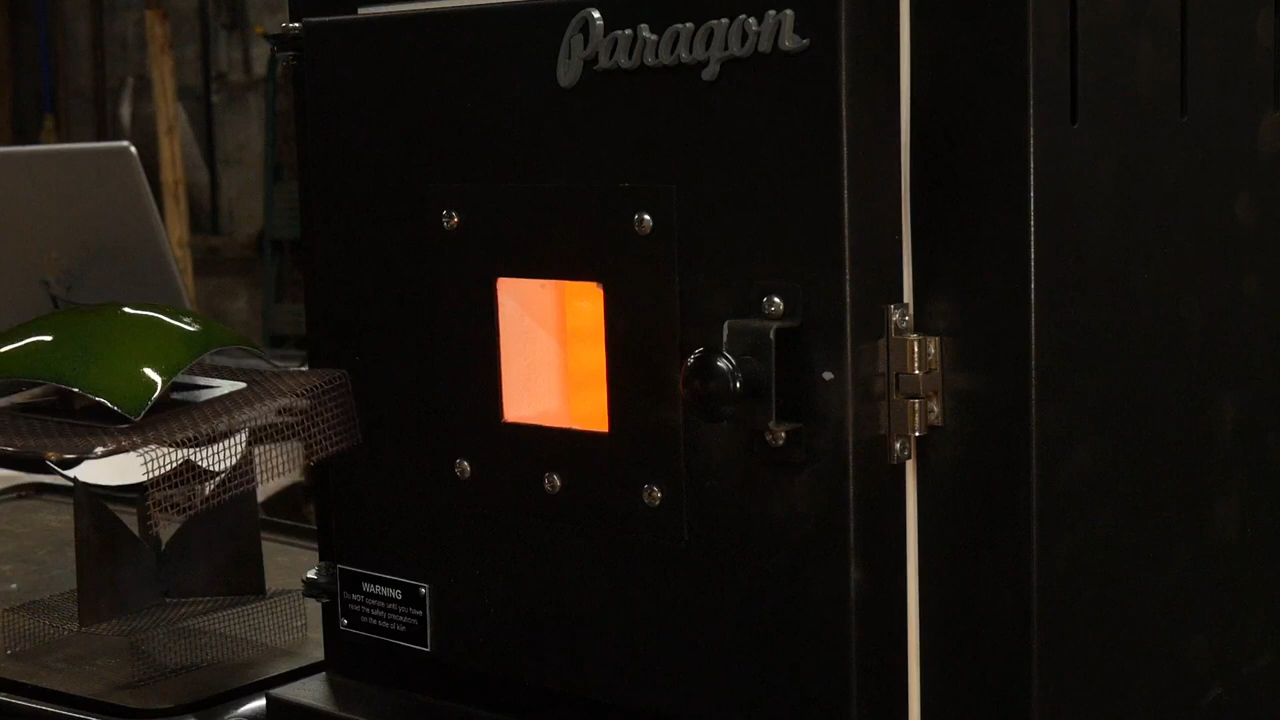 Paragon
WARNING
Do NOT operate until you have
read the safety precautions
on the side of kiln